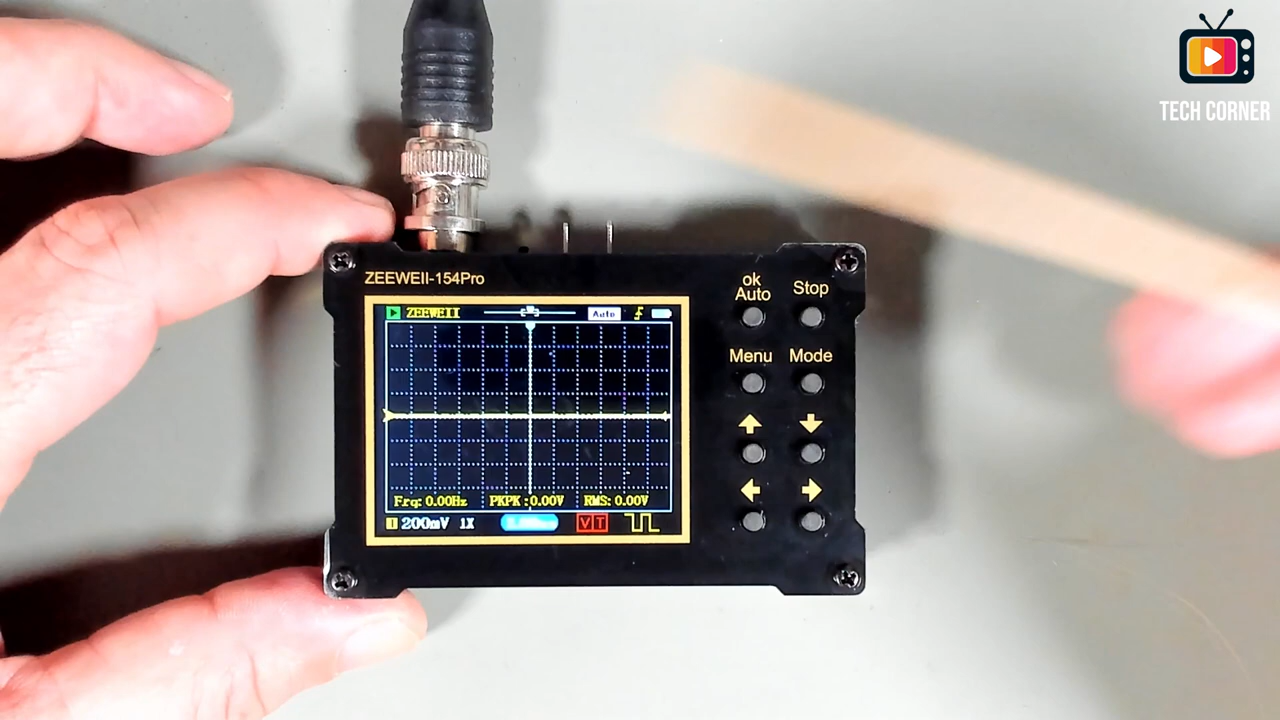 TECH CORNER
ZEEWEII-154Pro
ok
Auto
Stop
ZEEWEII
Auto
Menu
Mode
Frq: 0.00Hz PKPK: 0.00V RMS: 0.00V
1 200mV 1X
V T